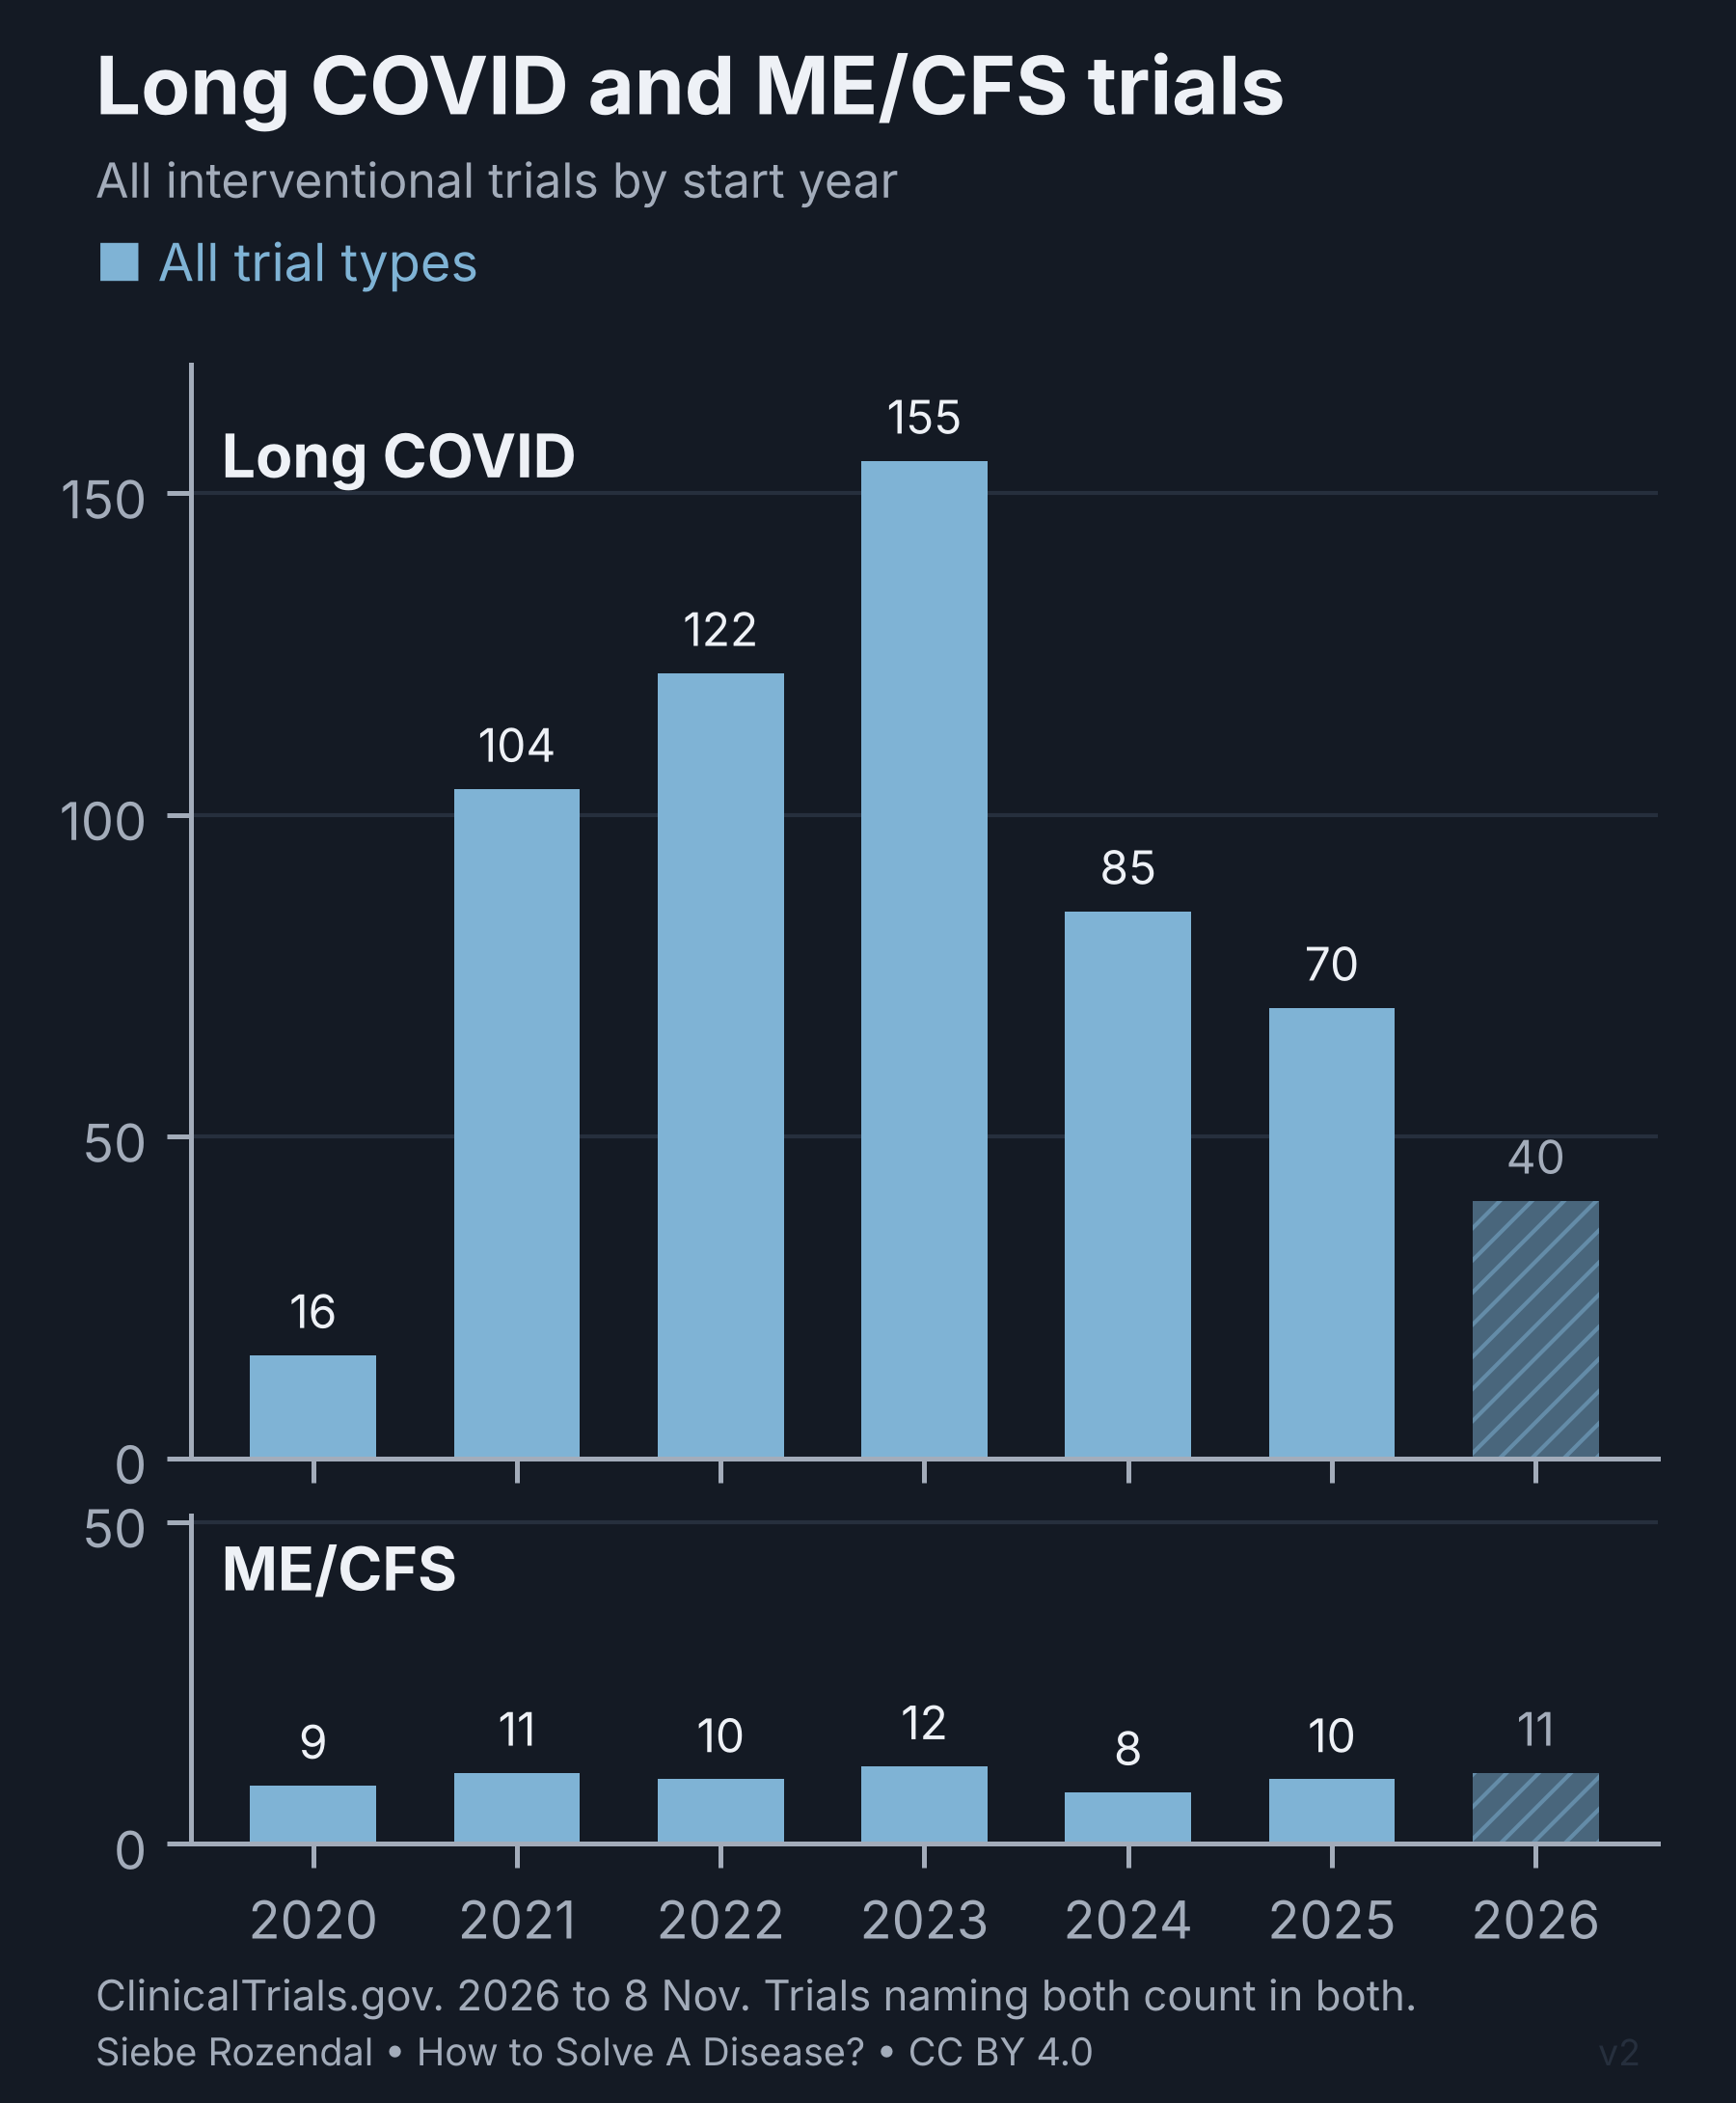 Long COVID and ME/CFS trials
All interventional trials by start year
All trial types
Long COVID
150
100
50
0
16
104
122
155
85
70
40
ME/CFS
50
0
9
11
10
12
8
10
11
2020 2021 2022 2023 2024 2025 2026
ClinicalTrials.gov. 2026 to 8 Nov. Trials naming both count in both.
Siebe Rozendal • How to Solve A Disease? • CC BY 4.0
v2